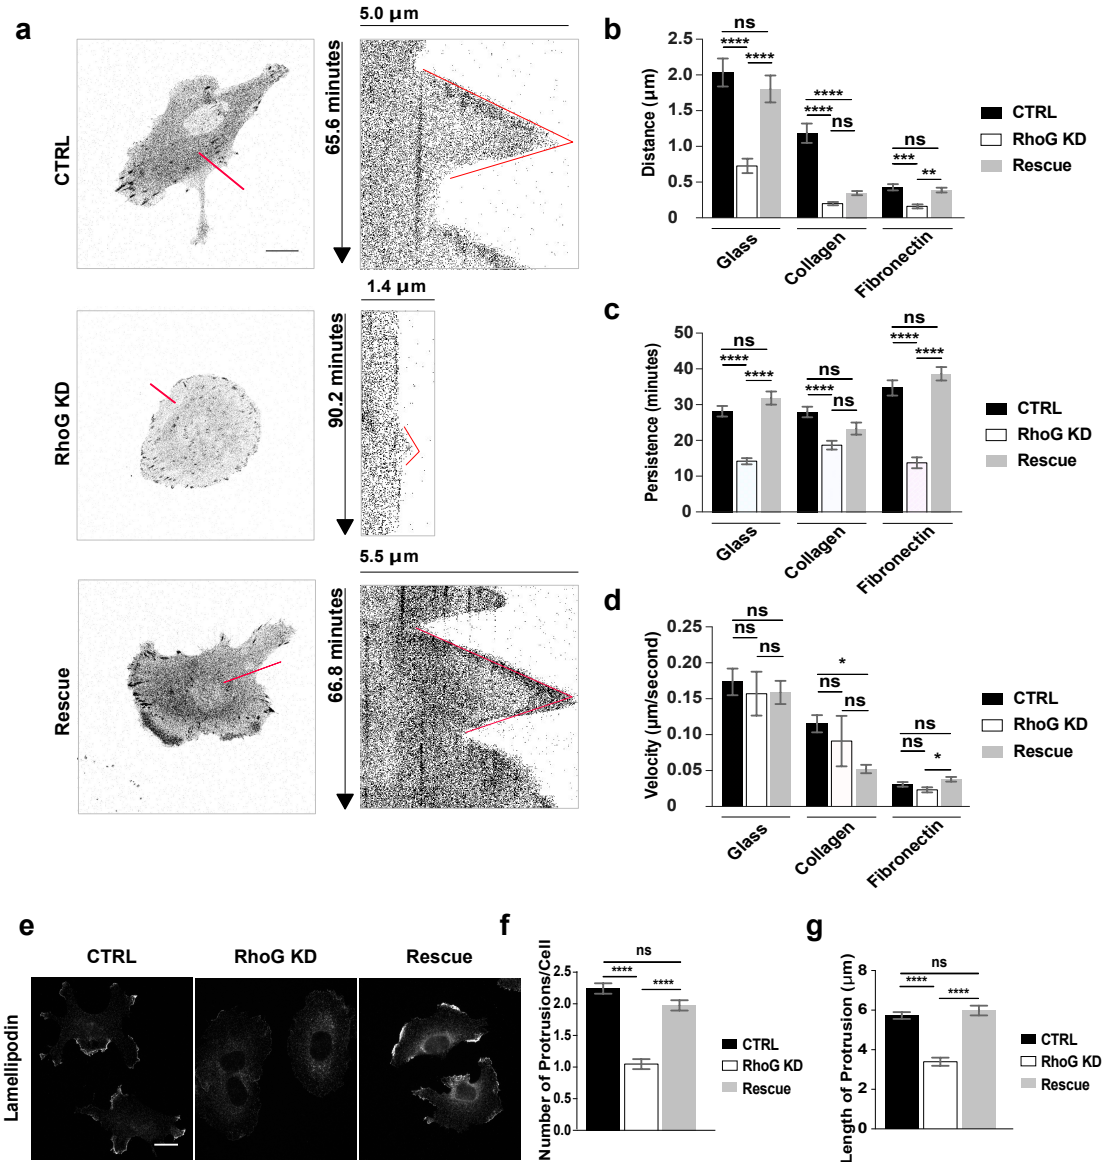 a
5.0 μm
CTRL
65.6 minutes
1.4 μm
RhoG KD
90.2 minutes
5.5 μm
Rescue
66.8 minutes
b
Distance (μm)
2.5
2.0
1.5
1.0
0.5
0
ns
****
****
****
****
ns
ns
***
**
Glass
Collagen
Fibronectin
CTRL
RhoG KD
Rescue
c
Persistence (minutes)
50
40
30
20
10
0
ns
****
****
ns
****
ns
ns
****
****
Glass
Collagen
Fibronectin
CTRL
RhoG KD
Rescue
d
Velocity (μm/second)
0.25
0.20
0.15
0.10
0.05
0
ns
ns
ns
*
ns
ns
ns
ns
*
Glass
Collagen
Fibronectin
CTRL
RhoG KD
Rescue
e
CTRL
RhoG KD
Rescue
Lamellipodin
f
Number of Protrusions/Cell
2.5
2.0
1.5
1.0
0.5
0.0
ns
****
****
CTRL
RhoG KD
Rescue
g
Length of Protrusion (μm)
8
6
4
2
0
ns
****
****
CTRL
RhoG KD
Rescue